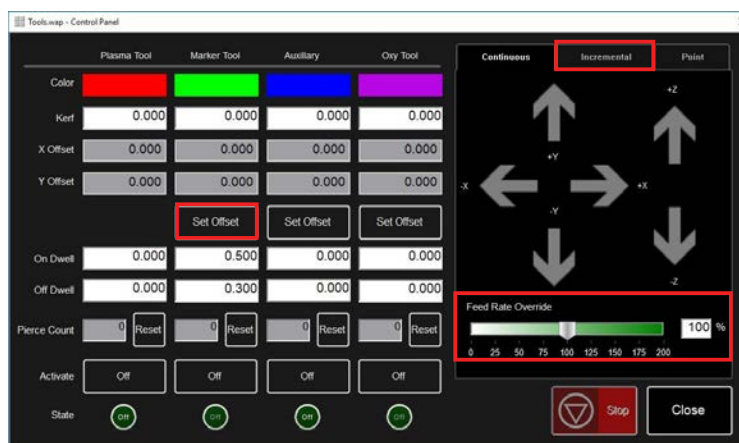 Tools.wap - Control Panel
Plasma Tool Marker Tool Auxiliary Oxy Tool
Color
Kerf 0.000 0.000 0.000 0.000
X Offset 0.000 0.000 0.000 0.000
Y Offset 0.000 0.000 0.000 0.000
Set Offset Set Offset Set Offset
On Dwell 0.000 0.500 0.000 0.000
Off Dwell 0.000 0.300 0.000 0.000
Pierce Count 0 Reset 0 Reset 0 Reset 0 Reset
Activate Off Off Off Off
State Off Off Off Off
Continuous Incremental Point
+Z
+Y
-X +X
-Y
-Z
Feed Rate Override
100 %
0 25 50 75 100 125 150 175 200
Stop Close